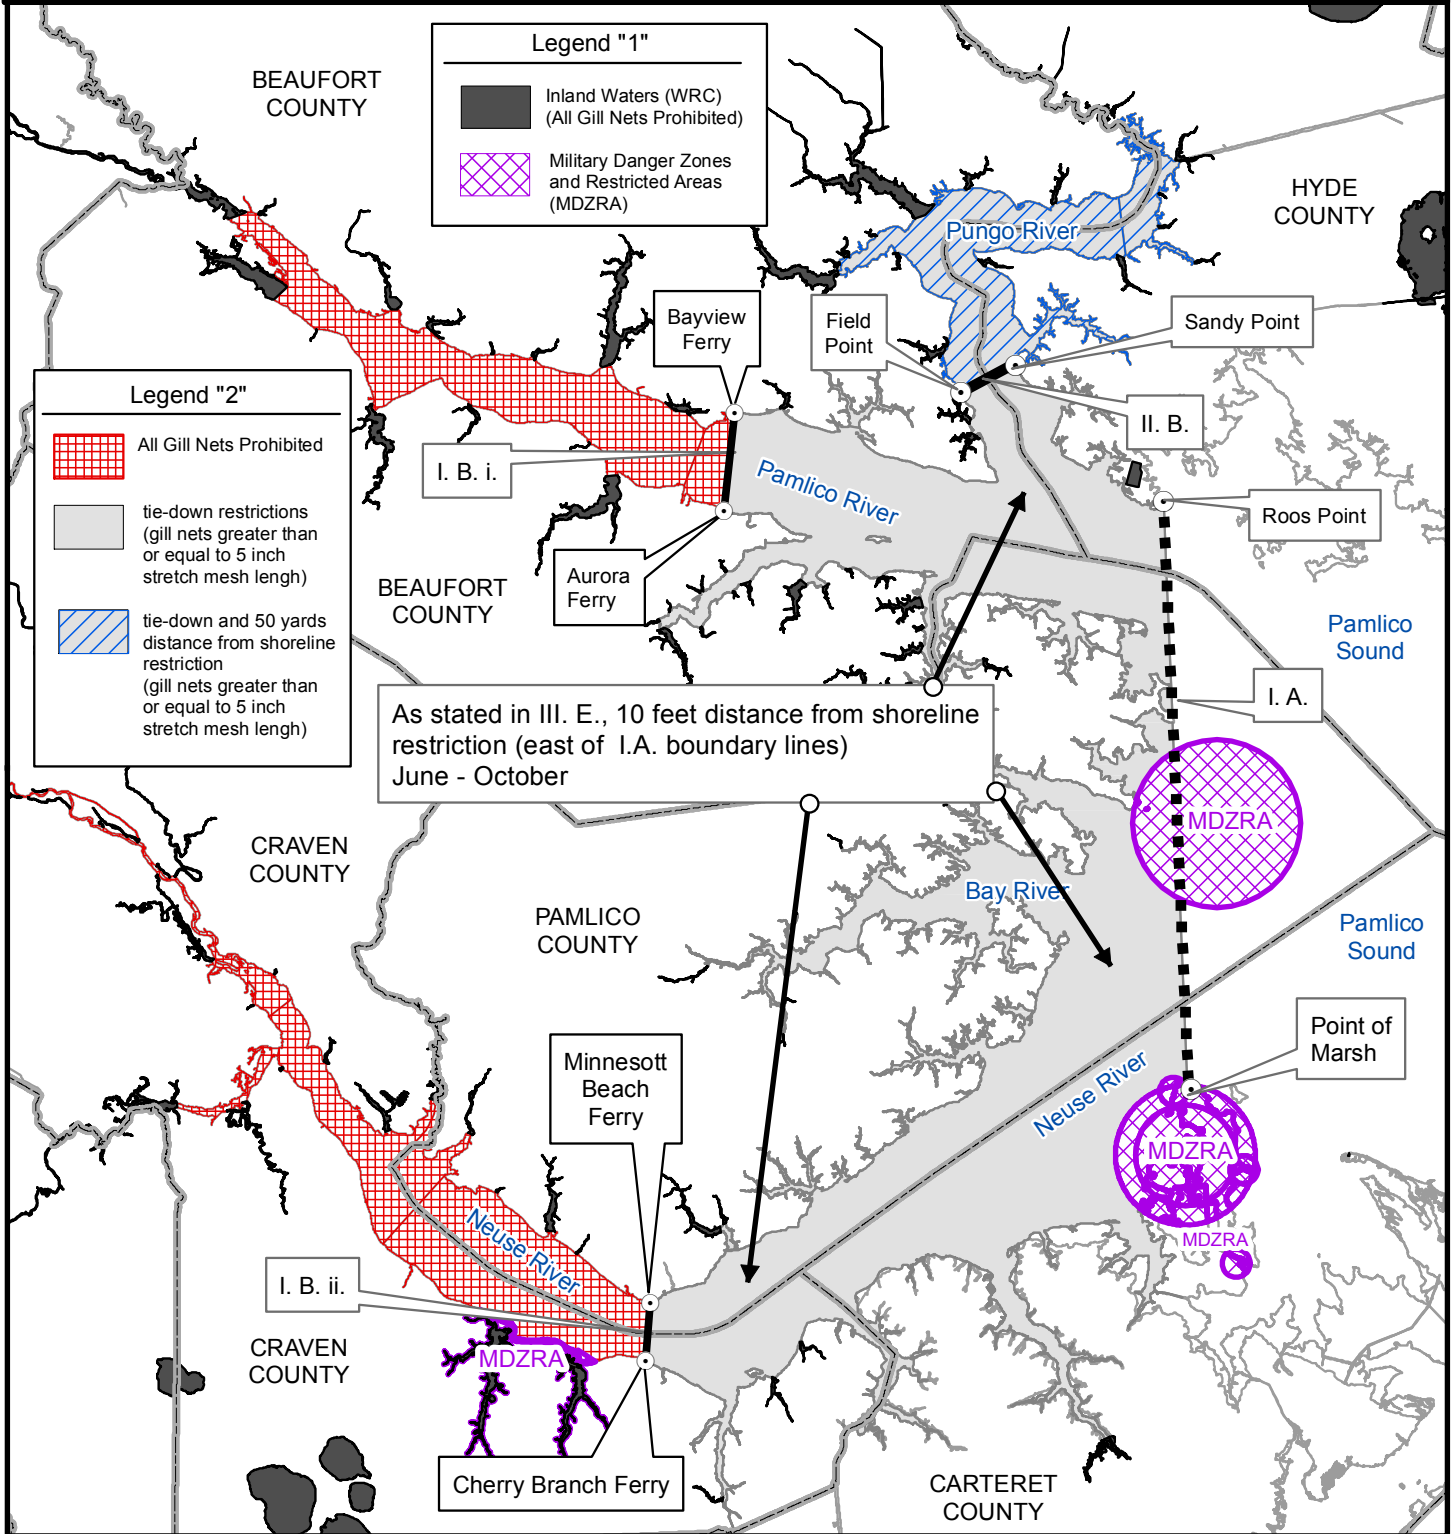 Legend "1"
Inland Waters (WRC)
(All Gill Nets Prohibited)
Military Danger Zones
and Restricted Areas
(MDZRA)
BEAUFORT
COUNTY
HYDE
COUNTY
Pungo River
Bayview
Ferry
Field
Point
Sandy Point
II. B.
Legend "2"
All Gill Nets Prohibited
tie-down restrictions
(gill nets greater than
or equal to 5 inch
stretch mesh lengh)
tie-down and 50 yards
distance from shoreline
restriction
(gill nets greater than
or equal to 5 inch
stretch mesh lengh)
I. B. i.
Pamlico River
Roos Point
Aurora
Ferry
BEAUFORT
COUNTY
Pamlico
Sound
I. A.
As stated in III. E., 10 feet distance from shoreline
restriction (east of I.A. boundary lines)
June - October
MDZRA
CRAVEN
COUNTY
Bay River
PAMLICO
COUNTY
Pamlico
Sound
Point of
Marsh
Minnesott
Beach
Ferry
Neuse River
MDZRA
MDZRA
Neuse River
I. B. ii.
CRAVEN
COUNTY
MDZRA
Cherry Branch Ferry
CARTERET
COUNTY